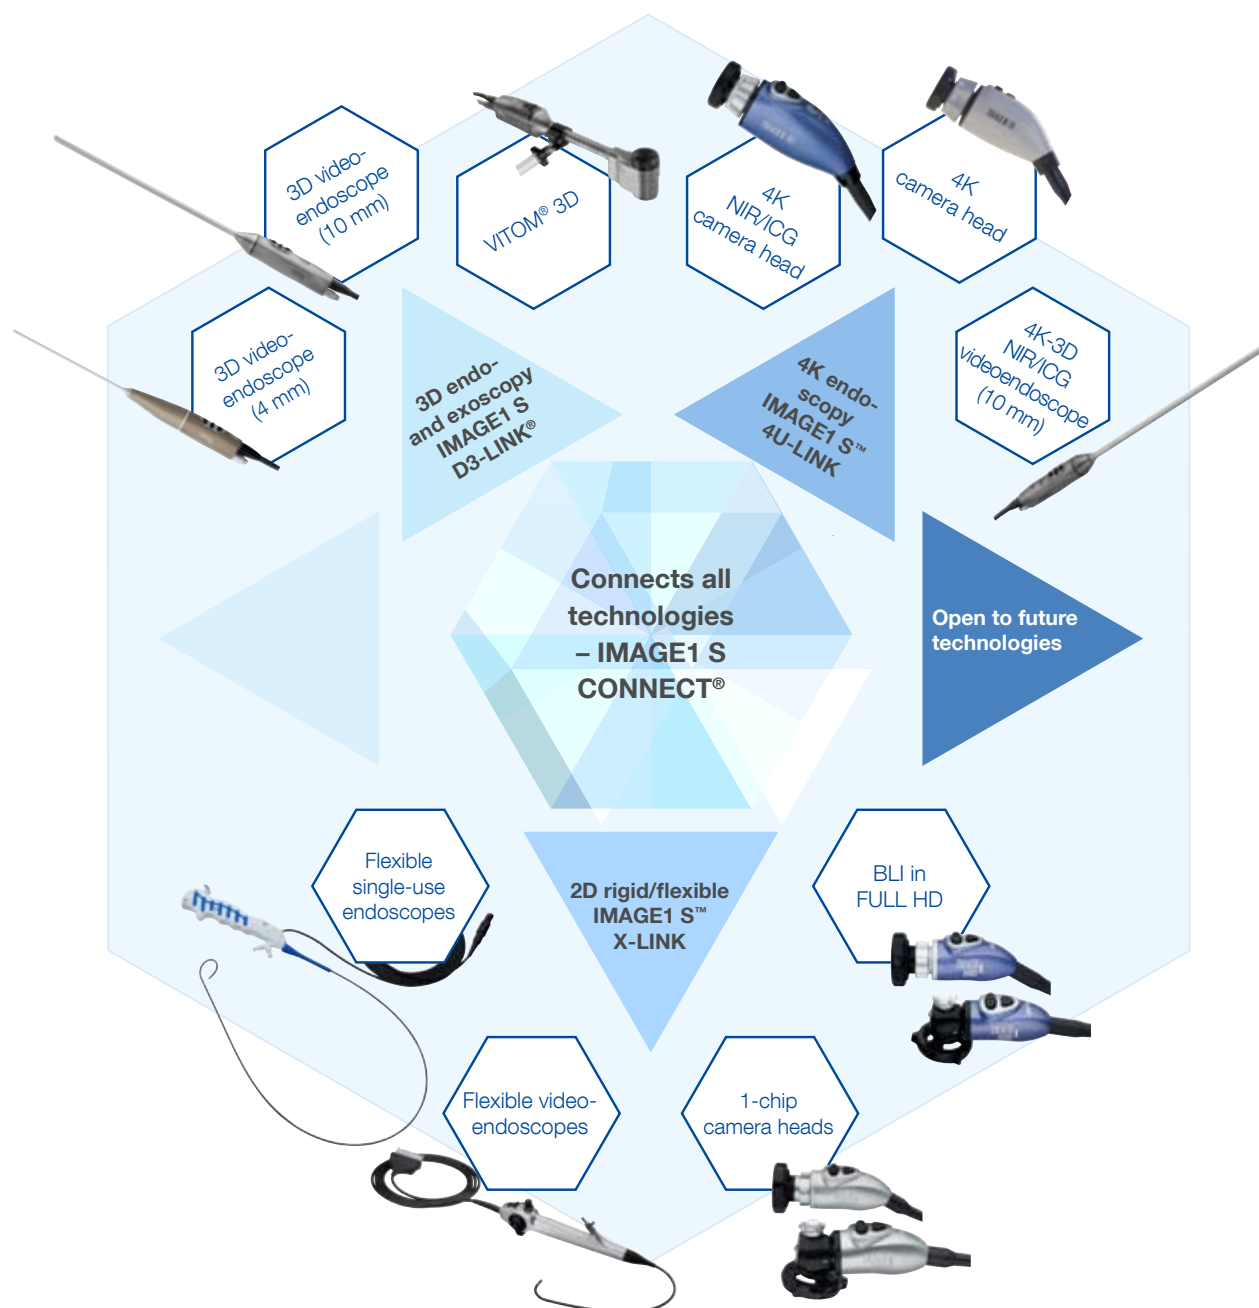 3D video-
endoscope
(10 mm)
VITOM® 3D
4K
NIR/ICG
camera head
4K
camera head
3D video-
endoscope
(4 mm)
3D endo-
and exoscopy
IMAGE1 S
D3-LINK®
4K endo-
scopy
IMAGE1 S™
4U-LINK
4K-3D
NIR/ICG
videoendoscope
(10 mm)
Connects all
technologies
– IMAGE1 S
CONNECT®
Open to future
technologies
Flexible
single-use
endoscopes
2D rigid/flexible
IMAGE1 S™
X-LINK
BLI in
FULL HD
Flexible video-
endoscopes
1-chip
camera heads